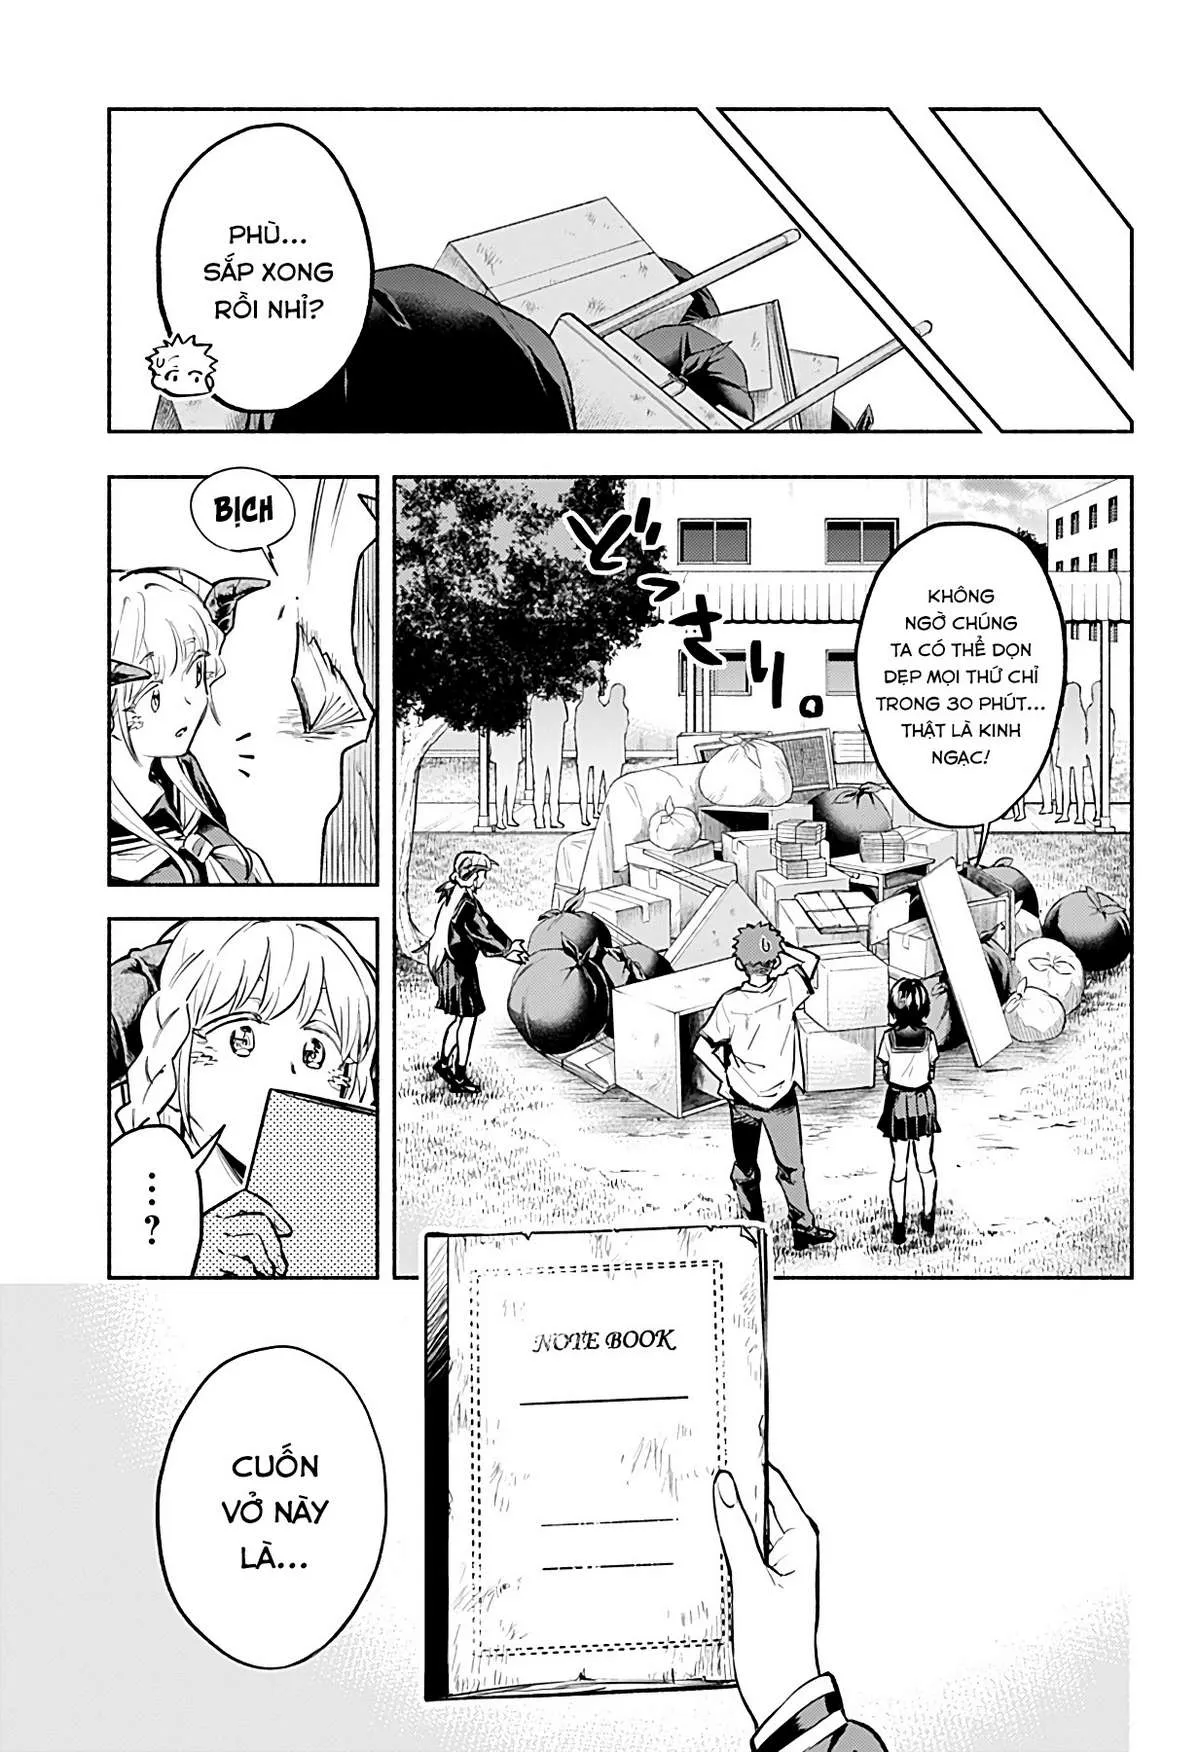 PHÙ...
SẮP XONG
RỒI NHỈ?
どっさり。
KHÔNG
NGỜ CHÚNG
TA CÓ THỂ DỌN
DẸP MỌI THỨ CHỈ
TRONG 30 PHÚT...
THẬT LÀ KINH
NGẠC!
BỊCH
...?
NOTE BOOK
CUỐN
VỞ NÀY
LÀ...